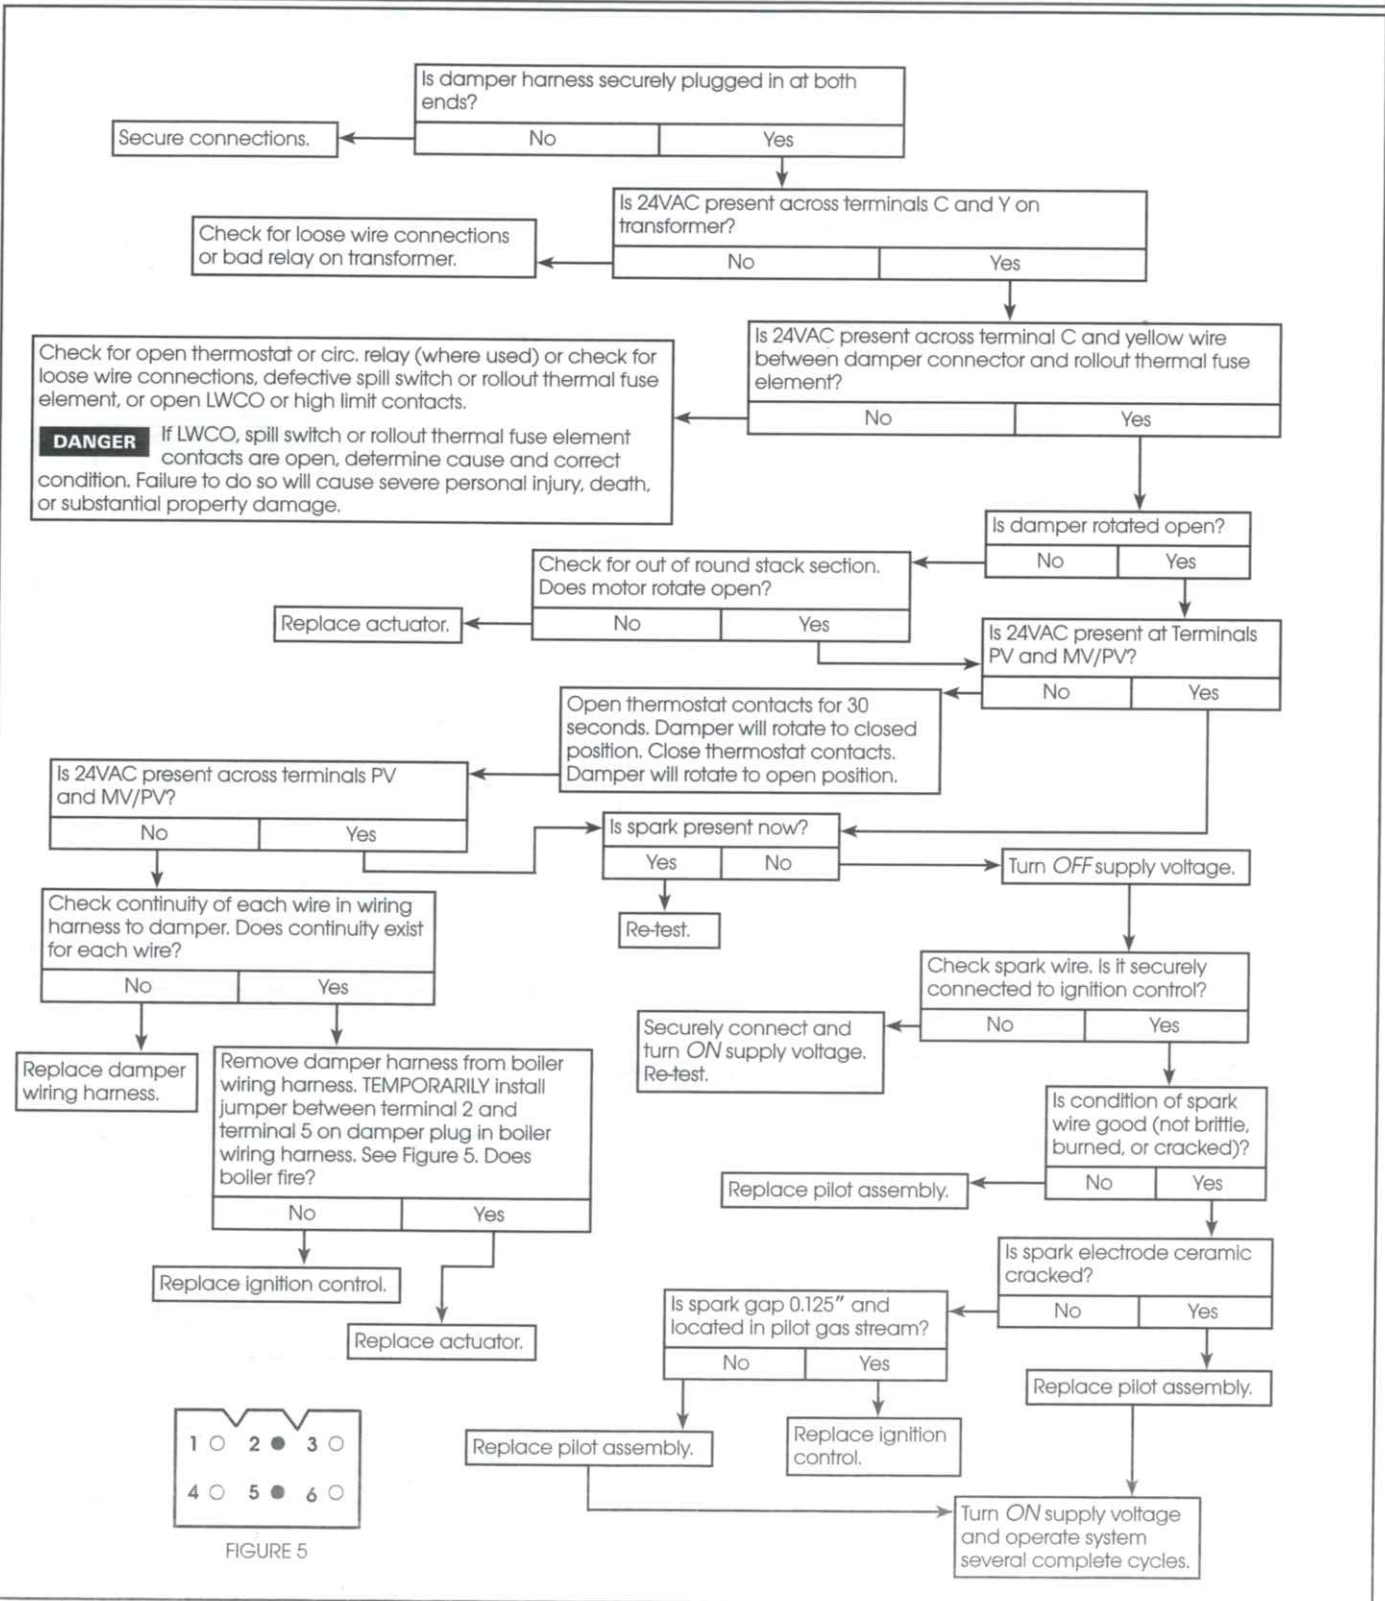 Is damper harness securely plugged in at both
ends?
No
Yes
Secure connections.
Is 24VAC present across terminals C and Y on
transformer?
No
Yes
Check for loose wire connections
or bad relay on transformer.
Is 24VAC present across terminal C and yellow wire
between damper connector and rollout thermal fuse
element?
No
Yes
Check for open thermostat or circ. relay (where used) or check for
loose wire connections, defective spill switch or rollout thermal fuse
element, or open LWCO or high limit contacts.
DANGER If LWCO, spill switch or rollout thermal fuse element
contacts are open, determine cause and correct
condition. Failure to do so will cause severe personal injury, death,
or substantial property damage.
Is damper rotated open?
No
Yes
Check for out of round stack section.
Does motor rotate open?
No
Yes
Replace actuator.
Is 24VAC present at Terminals
PV and MV/PV?
No
Yes
Open thermostat contacts for 30
seconds. Damper will rotate to closed
position. Close thermostat contacts.
Damper will rotate to open position.
Is 24VAC present across terminals PV
and MV/PV?
No
Yes
Is spark present now?
Yes
No
Turn OFF supply voltage.
Re-test.
Check continuity of each wire in wiring
harness to damper. Does continuity exist
for each wire?
No
Yes
Check spark wire. Is it securely
connected to ignition control?
No
Yes
Securely connect and
turn ON supply voltage.
Re-test.
Replace damper
wiring harness.
Remove damper harness from boiler
wiring harness. TEMPORARILY install
jumper between terminal 2 and
terminal 5 on damper plug in boiler
wiring harness. See Figure 5. Does
boiler fire?
No
Yes
Is condition of spark
wire good (not brittle,
burned, or cracked)?
No
Yes
Replace pilot assembly.
Replace ignition control.
Replace actuator.
Is spark electrode ceramic
cracked?
No
Yes
Is spark gap 0.125" and
located in pilot gas stream?
No
Yes
Replace pilot assembly.
Replace pilot assembly.
Replace ignition
control.
Turn ON supply voltage
and operate system
several complete cycles.
1 2 3
4 5 6
FIGURE 5